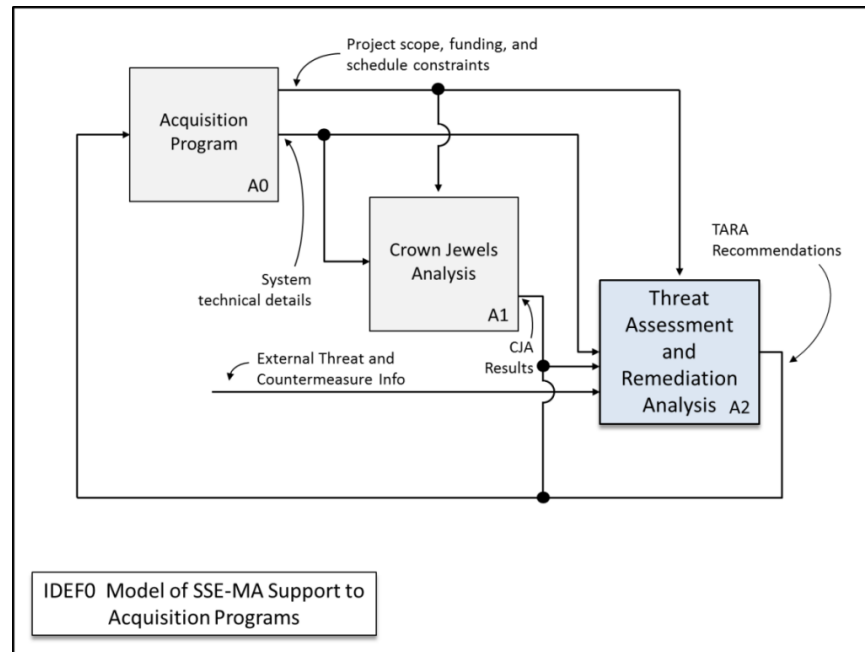 Project scope, funding, and
schedule constraints
Acquisition
Program
A0
System
technical details
Crown Jewels
Analysis
A1
CJA
Results
External Threat and
Countermeasure Info
TARA
Recommendations
Threat
Assessment
and
Remediation
Analysis A2
IDEF0 Model of SSE-MA Support to
Acquisition Programs